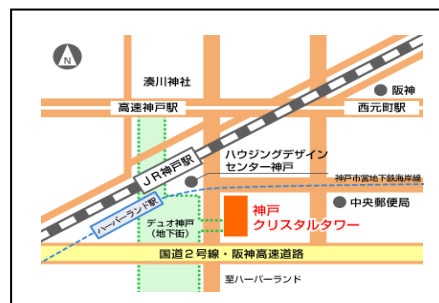 N
湊川神社
阪神
高速神戸駅
西元町駅
ハウジングデザイン
センター神戸
JR神戸駅
神戸市営地下鉄海岸線
ハーバーランド駅
神戸
クリスタルタワー
中央郵便局
デュオ神戸
(地下街)
国道2号線・阪神高速道路
至ハーバーランド